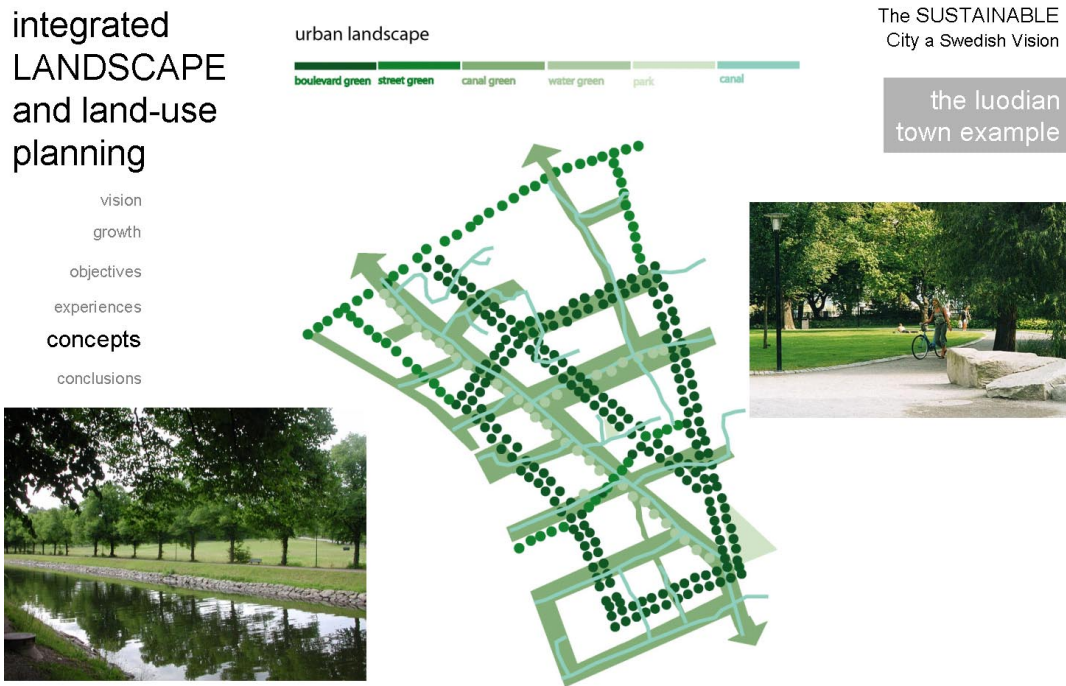 integrated
LANDSCAPE
and land-use
planning
vision
growth
objectives
experiences
concepts
conclusions
urban landscape
boulevard green street green canal green water green park canal
The SUSTAINABLE
City a Swedish Vision
the luodian
town example